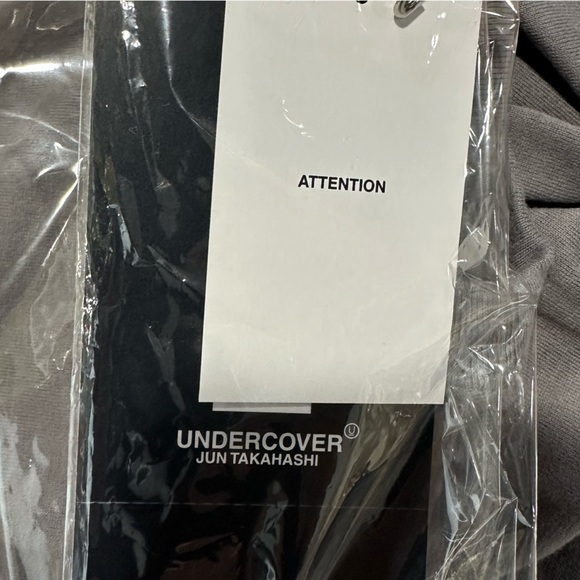 ATTENTION
UNDERCOVER Ⓤ
JUN TAKAHASHI